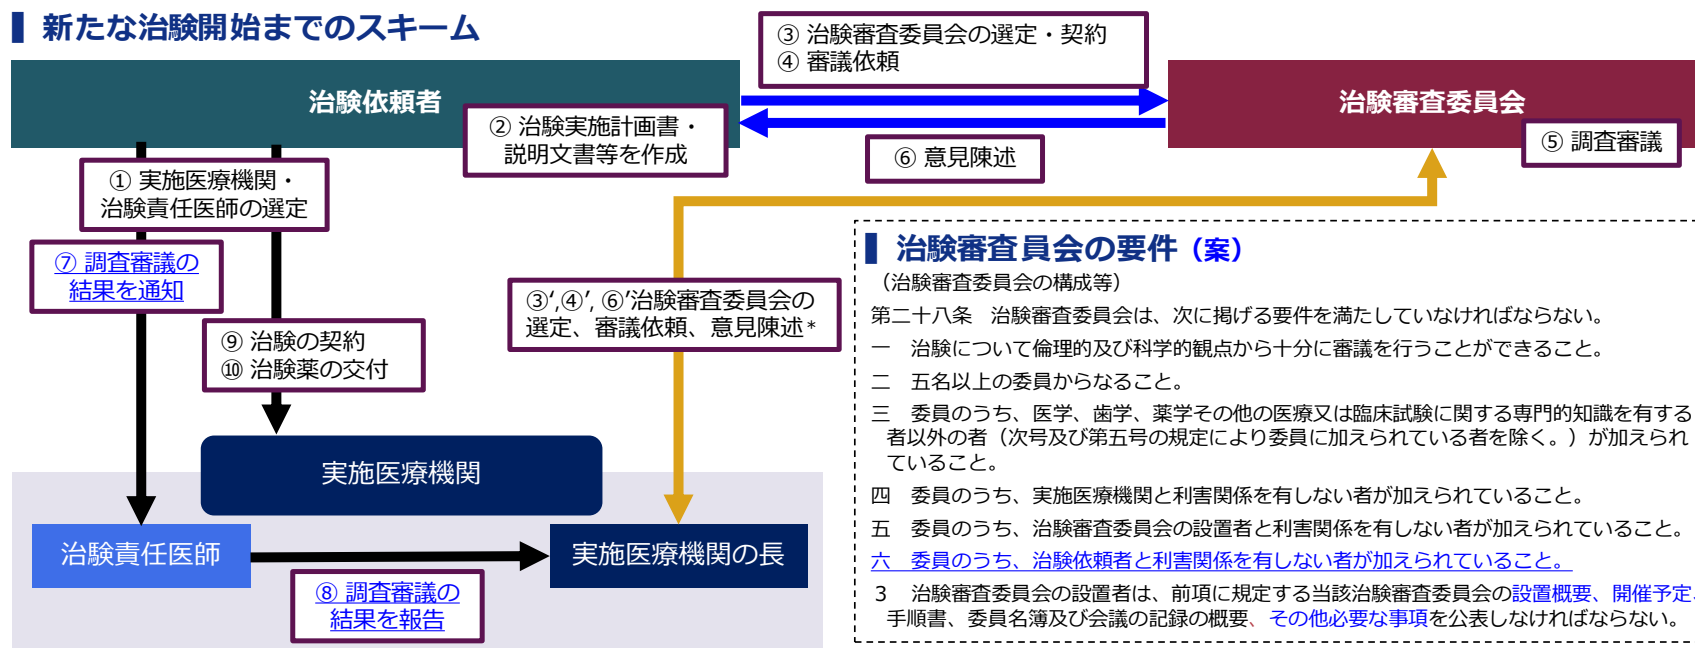 新たな治験開始までのスキーム
③ 治験審査委員会の選定・契約
④ 審議依頼
治験依頼者
治験審査委員会
② 治験実施計画書・
説明文書等を作成
⑤ 調査審議
⑥ 意見陳述
① 実施医療機関・
治験責任医師の選定
⑦ 調査審議の
結果を通知
③‘,④’, ⑥’治験審査委員会の
選定、審議依頼、意見陳述*
⑨ 治験の契約
⑩ 治験薬の交付
実施医療機関
治験責任医師
実施医療機関の長
⑧ 調査審議の
結果を報告
治験審査員会の要件（案）
（治験審査委員会の構成等）
第二十八条　治験審査委員会は、次に掲げる要件を満たしていなければならない。
一　治験について倫理的及び科学的観点から十分に審議を行うことができること。
二　五名以上の委員からなること。
三　委員のうち、医学、歯学、薬学その他の医療又は臨床試験に関する専門的知識を有する
者以外の者（次号及び第五号の規定により委員に加えられている者を除く。）が加えられ
ていること。
四　委員のうち、実施医療機関と利害関係を有しない者が加えられていること。
五　委員のうち、治験審査委員会の設置者と利害関係を有しない者が加えられていること。
六　委員のうち、治験依頼者と利害関係を有しない者が加えられていること。
３　治験審査委員会の設置者は、前項に規定する当該治験審査委員会の設置概要、開催予定、
手順書、委員名簿及び会議の記録の概要、その他必要な事項を公表しなければならない。